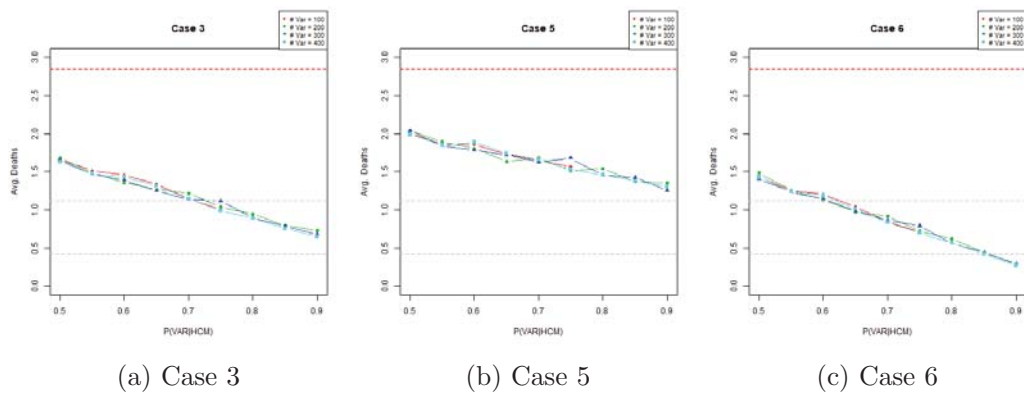 Case 3
# Var = 100
# Var = 200
# Var = 300
# Var = 400
Avg. Deaths
3.0
2.5
2.0
1.5
1.0
0.5
0.0
0.5 0.6 0.7 0.8 0.9
P(VAR|HCM)
(a) Case 3
Case 5
# Var = 100
# Var = 200
# Var = 300
# Var = 400
Avg. Deaths
3.0
2.5
2.0
1.5
1.0
0.5
0.0
0.5 0.6 0.7 0.8 0.9
P(VAR|HCM)
(b) Case 5
Case 6
# Var = 100
# Var = 200
# Var = 300
# Var = 400
Avg. Deaths
3.0
2.5
2.0
1.5
1.0
0.5
0.0
0.5 0.6 0.7 0.8 0.9
P(VAR|HCM)
(c) Case 6